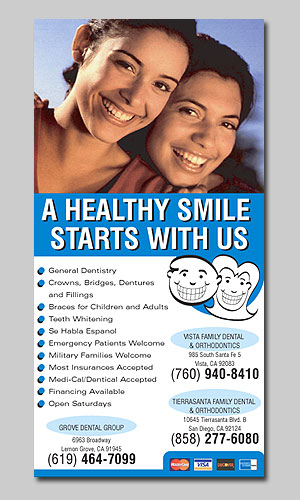 A HEALTHY SMILE
STARTS WITH US
General Dentistry
Crowns, Bridges, Dentures
and Fillings
Braces for Children and Adults
Teeth Whitening
Se Habla Espanol
Emergency Patients Welcome
Military Families Welcome
Most Insurances Accepted
Medi-Cal/Dentical Accepted
Financing Available
Open Saturdays
GROVE DENTAL GROUP
6963 Broadway
Lemon Grove, CA 91945
(619) 464-7099
VISTA FAMILY DENTAL
& ORTHODONTICS
985 South Santa Fe 5
Vista, CA 92083
(760) 940-8410
TIERRASANTA FAMILY DENTAL
& ORTHODONTICS
10645 Tierrasanta Blvd. B
San Diego, CA 92124
(858) 277-6080
MasterCard VISA DISCOVER